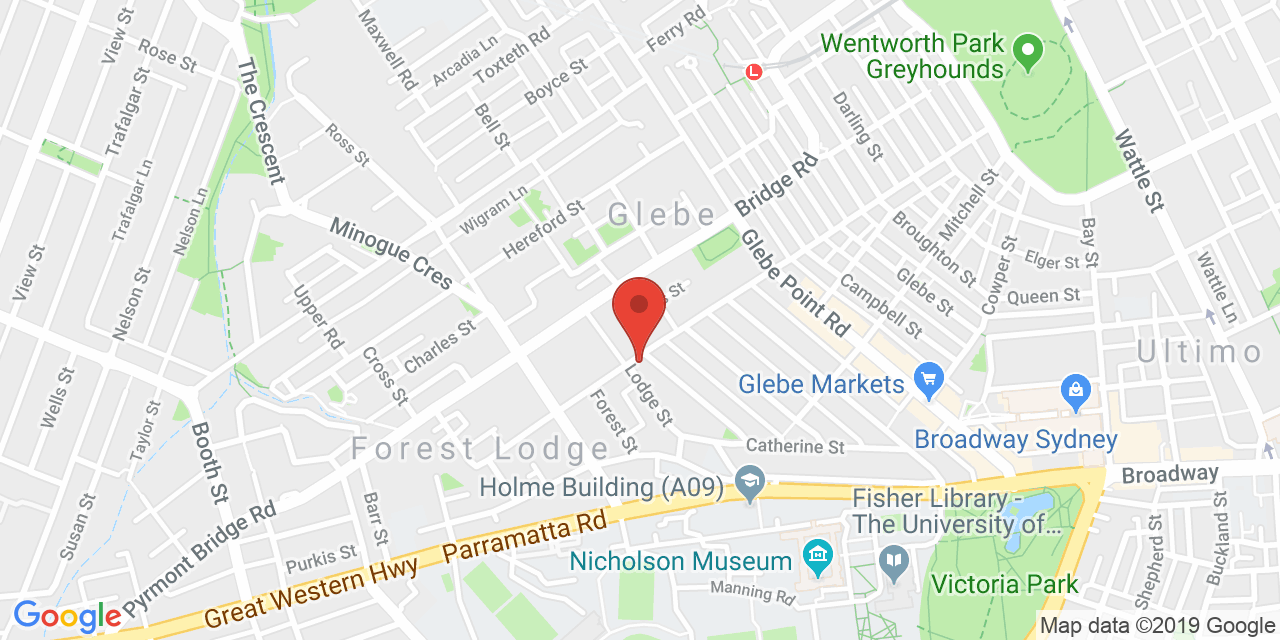 View St
Rose St
Maxwell Rd
Arcadia Ln
Toxteth Rd
Boyce St
Ferry Rd
Wentworth Park
Greyhounds
The Crescent
Trafalgar St
Bell St
Darling St
Ross St
Wattle St
Bridge Rd
Trafalgar Ln
Nelson Ln
Wigram Ln
Hereford St
Glebe
Mitchell St
Minogue Cres
Broughton St
Bay St
View St
Nelson St
Glebe Point Rd
Elger St
Cowper St
Wattle Ln
Glebe St
Queen St
Campbell St
St
Upper Rd
Charles St
Ultimo
Cross St
Wells St
Glebe Markets
Lodge St
Forest St
Taylor St
Booth St
Forest Lodge
Catherine St
Broadway Sydney
Broadway
Holme Building (A09)
Fisher Library -
The University of...
Susan St
Barr St
Pyrmont Bridge Rd
Parramatta Rd
Purkis St
Great Western Hwy
Nicholson Museum
Manning Rd
Victoria Park
Shepherd St
Buckland St
Google
Map data ©2019 Google